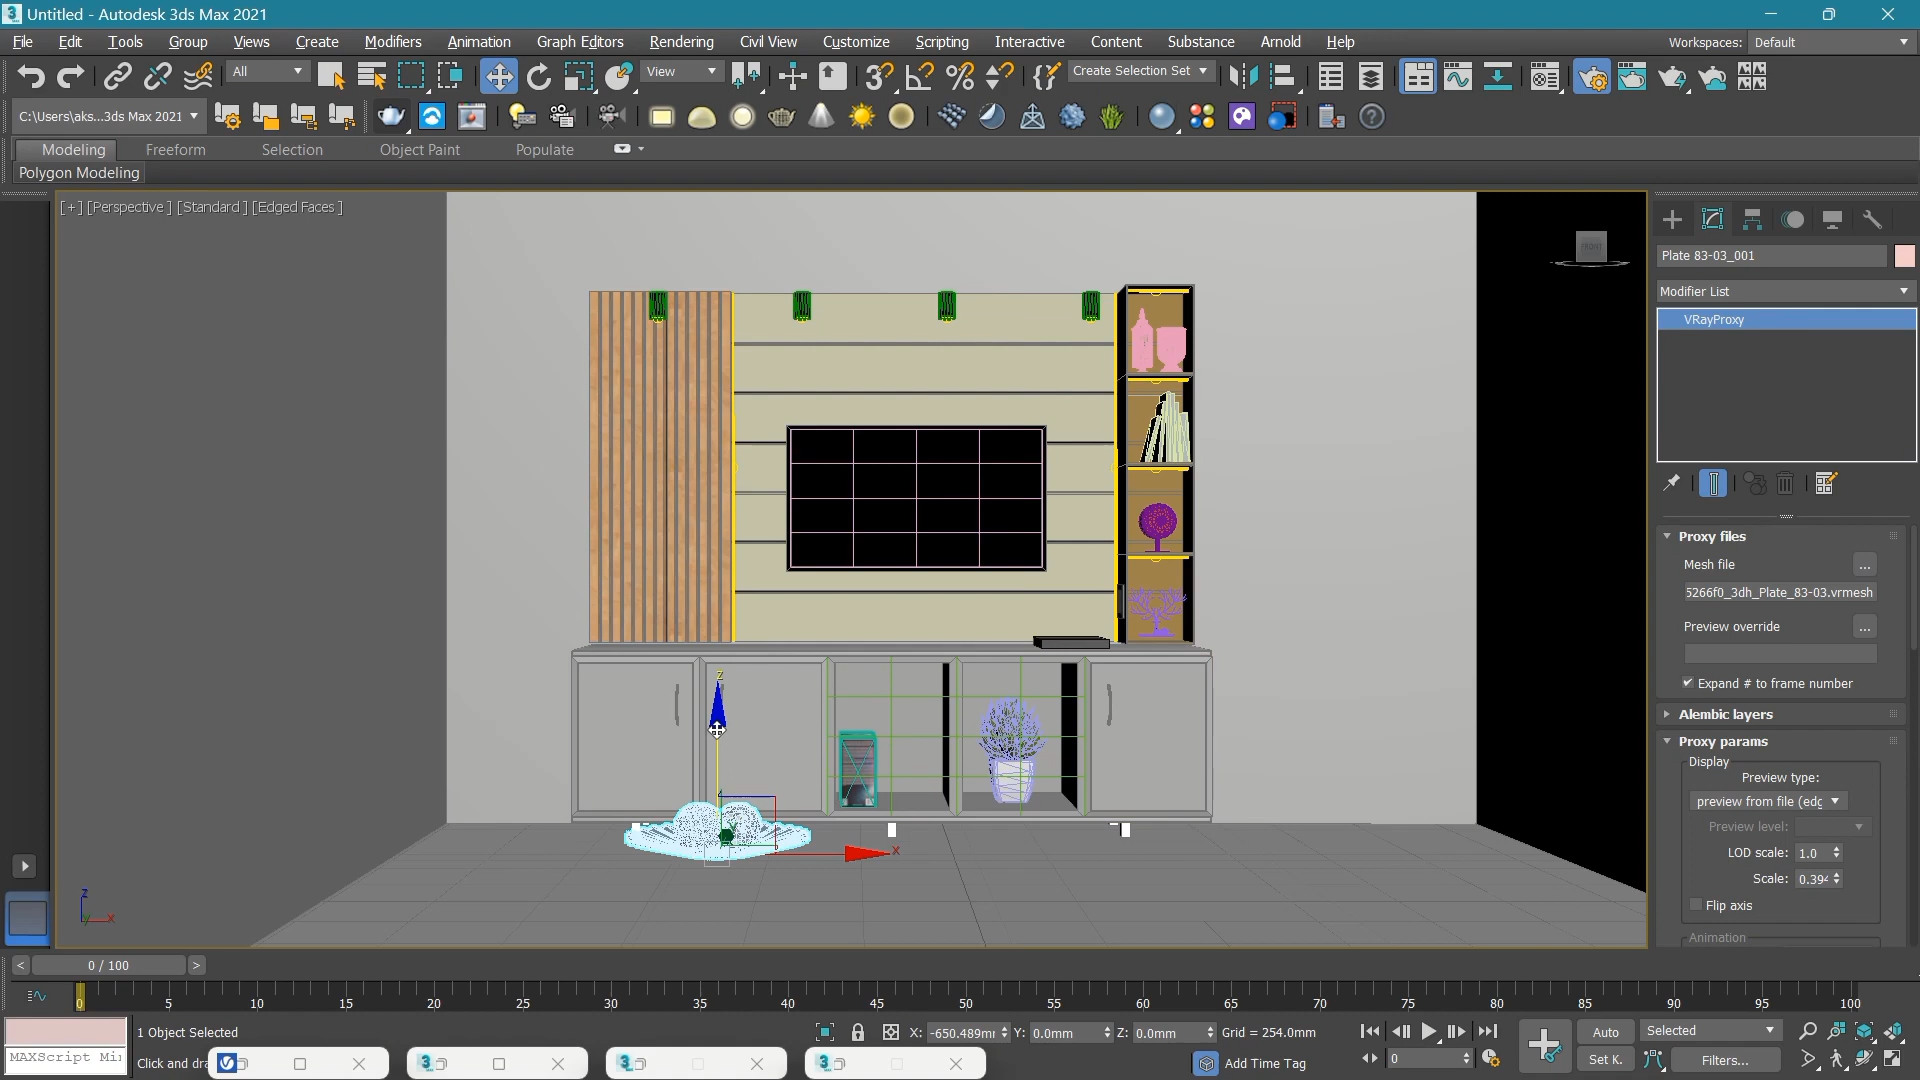 Untitled - Autodesk 3ds Max 2021
File Edit Tools Group Views Create Modifiers Animation Graph Editors Rendering Civil View Customize Scripting Interactive Content Substance Arnold Help Workspaces: Default
All View Create Selection Set
C:\Users\aks...3ds Max 2021
Modeling Freeform Selection Object Paint Populate
Polygon Modeling
[+] [Perspective ] [Standard ] [Edged Faces ]
FRONT
Plate 83-03_001
Modifier List
VRayProxy
Proxy files
Mesh file ...
5266f0_3dh_Plate_83-03.vrmesh
Preview override ...
Expand # to frame number
Alembic layers
Proxy params
Display
Preview type:
preview from file (edg
Preview level:
LOD scale: 1.0
Scale: 0.394
Flip axis
Animation
z
x
z
x
< 0 / 100 >
0 5 10 15 20 25 30 35 40 45 50 55 60 65 70 75 80 85 90 95 100
1 Object Selected X: -650.489mm Y: 0.0mm Z: 0.0mm Grid = 254.0mm Auto Selected
MAXScript Mi Click and dra Add Time Tag 0 Set K. Filters...